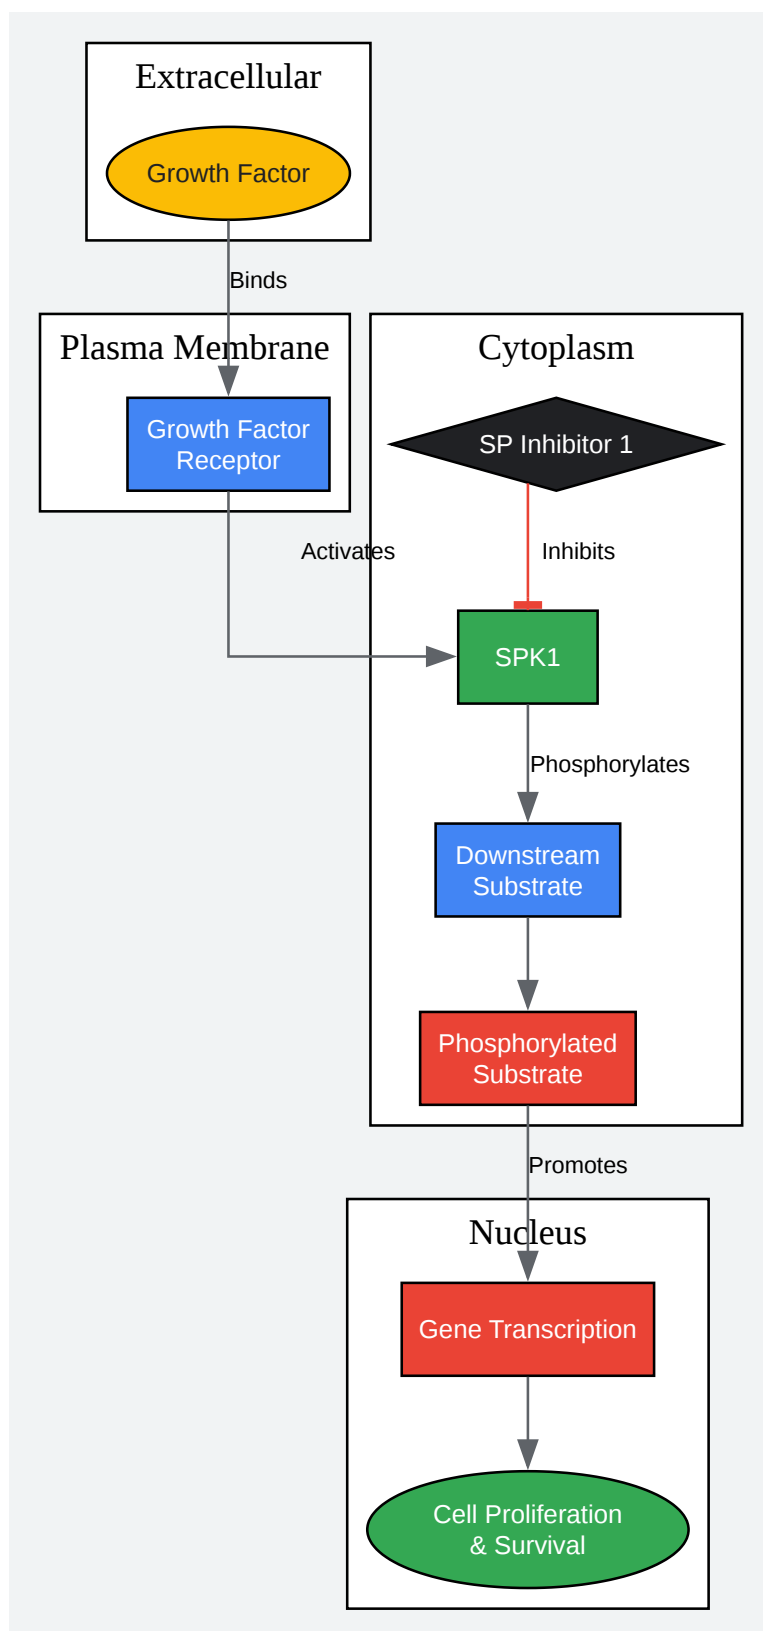 Extracellular
Growth Factor
Binds
Plasma Membrane
Growth Factor
Receptor
Cytoplasm
SP Inhibitor 1
Activates
Inhibits
SPK1
Phosphorylates
Downstream
Substrate
Phosphorylated
Substrate
Promotes
Nucleus
Gene Transcription
Cell Proliferation
& Survival